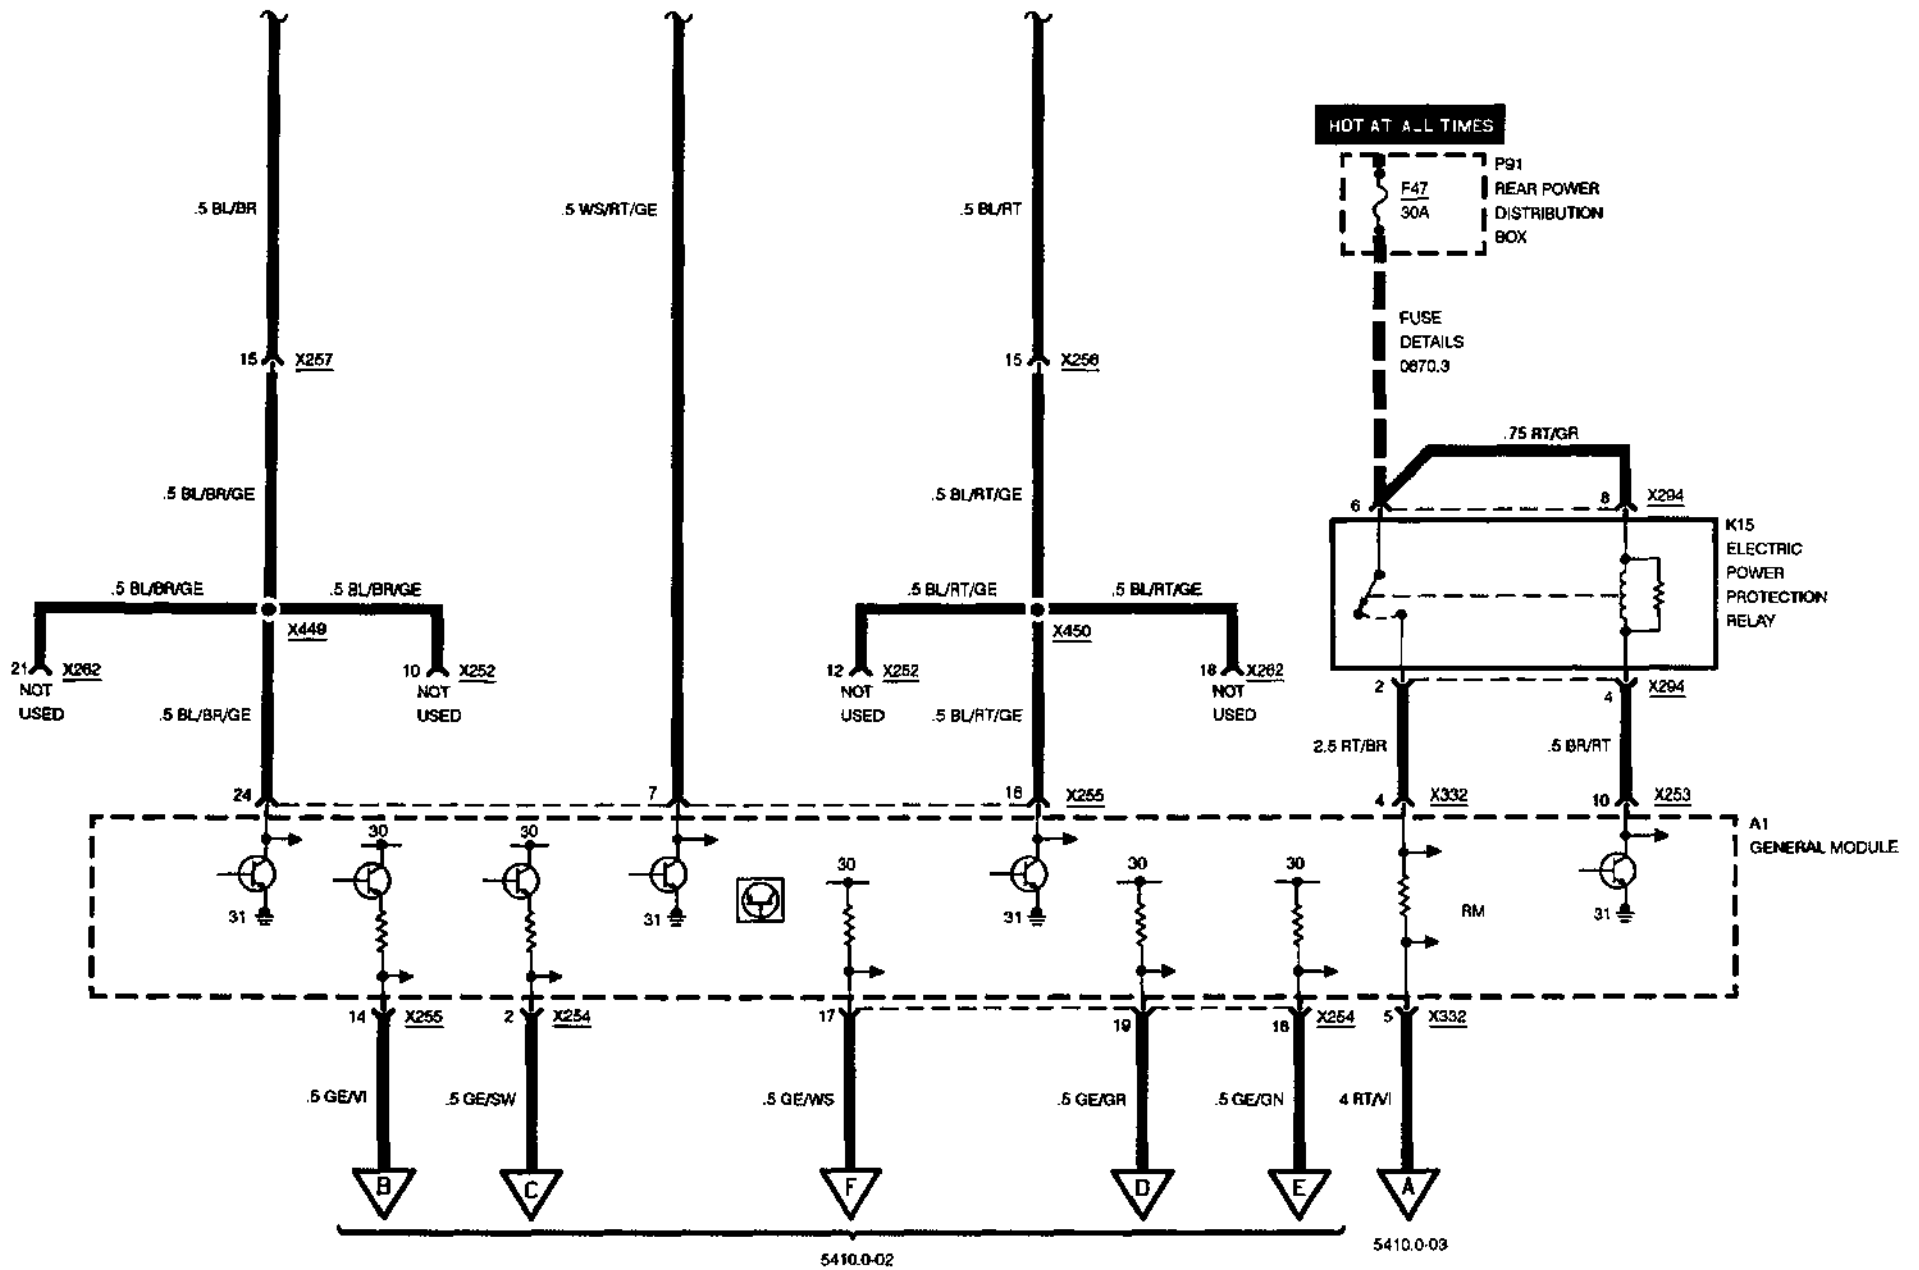 HOT AT ALL TIMES
P91
REAR POWER
DISTRIBUTION
BOX
F47
30A
.5 BL/BR
.5 WS/RT/GE
.5 BL/RT
FUSE
DETAILS
0670.3
15 X257
15 X256
.75 RT/GR
.5 BL/BR/GE
.5 BL/RT/GE
6
8 X294
K15
ELECTRIC
POWER
PROTECTION
RELAY
.5 BL/BR/GE
.5 BL/BR/GE
.5 BL/RT/GE
.5 BL/RT/GE
X449
X450
21 X262
NOT
USED
10 X252
NOT
USED
12 X252
NOT
USED
18 X262
NOT
USED
2
4 X294
.5 BL/BR/GE
.5 BL/RT/GE
2.5 RT/BR
.5 BR/RT
24
7
16 X255
4 X332
10 X253
A1
GENERAL MODULE
30
30
30
30
30
31
31
31
31
RM
14 X255
2 X254
17
19
18 X254
5 X332
.5 GE/VI
.5 GE/SW
.5 GE/WS
.5 GE/GR
.5 GE/GN
4 RT/VI
B
C
F
D
E
A
5410.0-02
5410.0-03